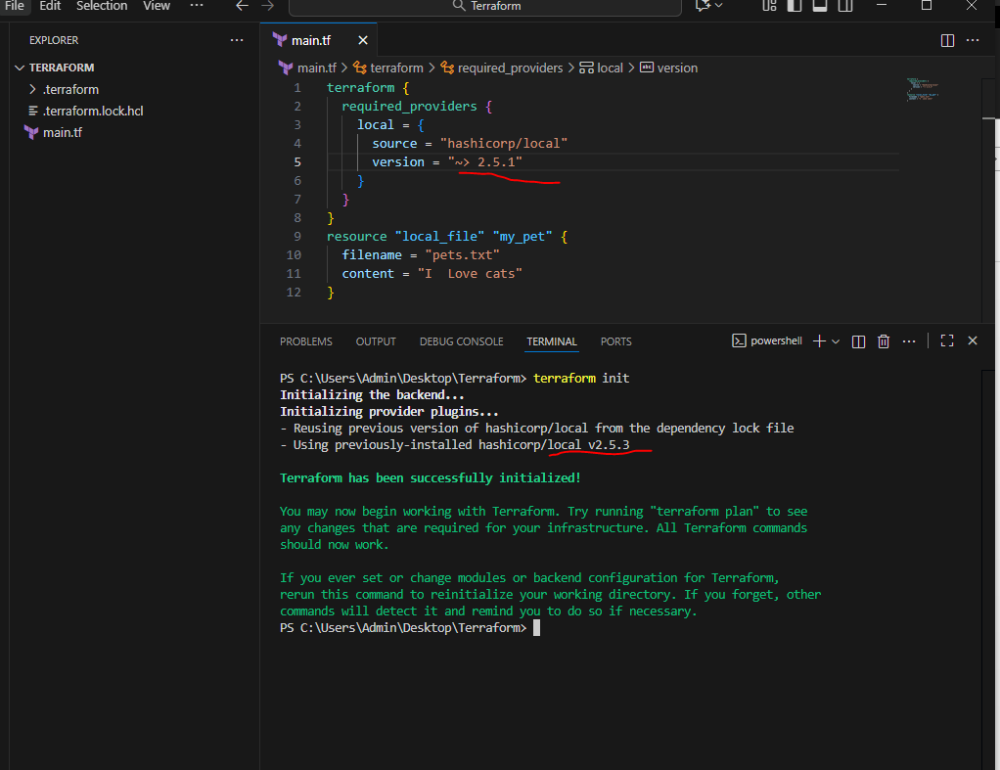 File Edit Selection View ··· Terraform
EXPLORER ···
TERRAFORM
.terraform
.terraform.lock.hcl
main.tf
main.tf
main.tf > terraform > required_providers > local > version
1 terraform {
2 required_providers {
3 local = {
4 source = "hashicorp/local"
5 version = "~> 2.5.1"
6 }
7 }
8 }
9 resource "local_file" "my_pet" {
10 filename = "pets.txt"
11 content = "I  Love cats"
12 }
PROBLEMS OUTPUT DEBUG CONSOLE TERMINAL PORTS powershell
PS C:\Users\Admin\Desktop\Terraform> terraform init
Initializing the backend...
Initializing provider plugins...
- Reusing previous version of hashicorp/local from the dependency lock file
- Using previously-installed hashicorp/local v2.5.3
Terraform has been successfully initialized!
You may now begin working with Terraform. Try running "terraform plan" to see
any changes that are required for your infrastructure. All Terraform commands
should now work.
If you ever set or change modules or backend configuration for Terraform,
rerun this command to reinitialize your working directory. If you forget, other
commands will detect it and remind you to do so if necessary.
PS C:\Users\Admin\Desktop\Terraform>